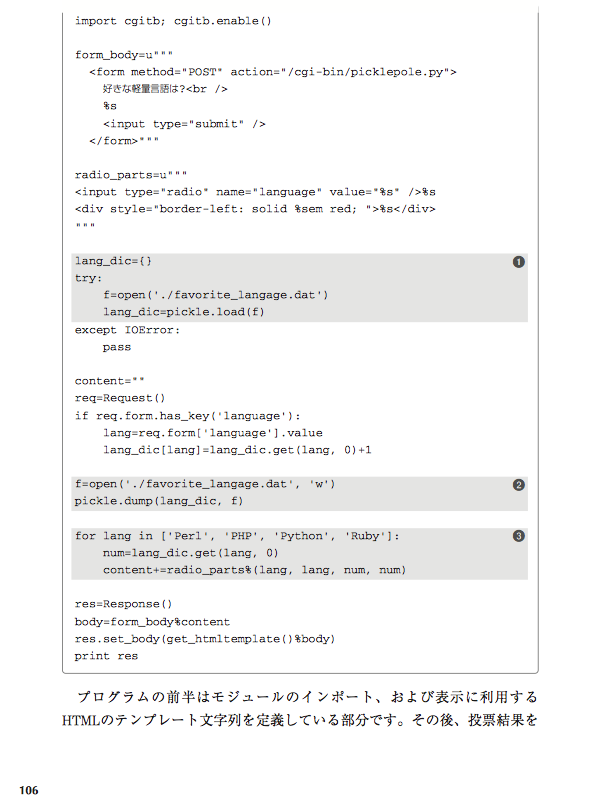 import cgitb; cgitb.enable()
form_body=u"""
<form method="POST" action="/cgi-bin/picklepole.py">
好きな軽量言語は?<br />
%s
<input type="submit" />
</form>"""
radio_parts=u"""
<input type="radio" name="language" value="%s" />%s
<div style="border-left: solid %sem red; ">%s</div>
"""
lang_dic={} ❶
try:
f=open('./favorite_langage.dat')
lang_dic=pickle.load(f)
except IOError:
pass
content=""
req=Request()
if req.form.has_key('language'):
lang=req.form['language'].value
lang_dic[lang]=lang_dic.get(lang, 0)+1
f=open('./favorite_langage.dat', 'w') ❷
pickle.dump(lang_dic, f)
for lang in ['Perl', 'PHP', 'Python', 'Ruby']: ❸
num=lang_dic.get(lang, 0)
content+=radio_parts%(lang, lang, num, num)
res=Response()
body=form_body%content
res.set_body(get_htmltemplate()%body)
print res
プログラムの前半はモジュールのインポート、および表示に利用する
HTMLのテンプレート文字列を定義している部分です。その後、投票結果を
106